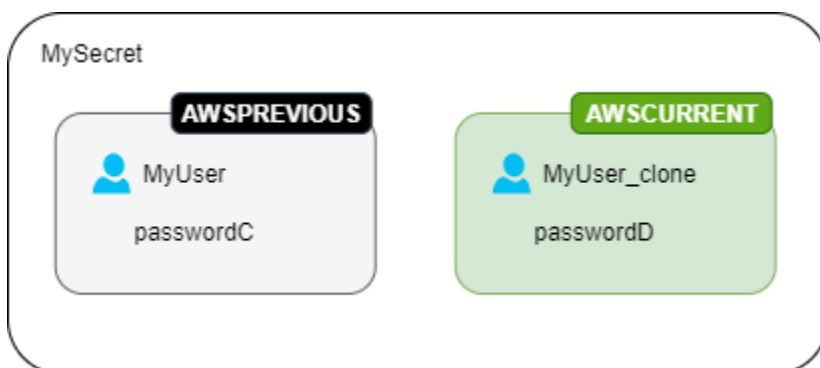 MySecret
AWSPREVIOUS
MyUser
passwordC
AWSCURRENT
MyUser_clone
passwordD